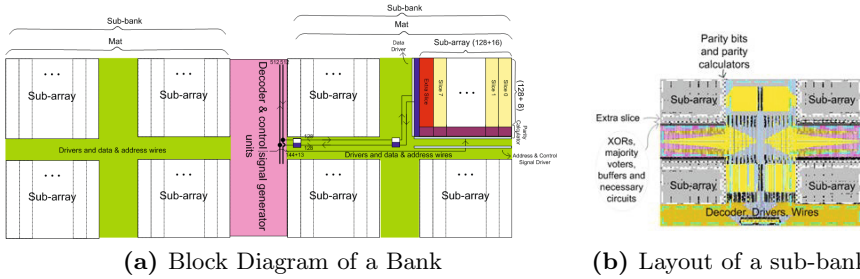 Sub-bank
Sub-bank
Mat
Mat
Data
Driver
Sub-array (128+16)
512
512
Sub-array
Sub-array
Sub-array
Extra Slice
Slice 7
Slice 1
Slice 0
(128+ 8)
Parity
Calculator
Decoder & control signal generator
units
128
128
144+13
Drivers and data & address wires
Drivers and data & address wires
Address & Control
Signal Driver
Sub-array
Sub-array
Sub-array
Sub-array
(a) Block Diagram of a Bank
Parity bits
and parity
calculators
Sub-array
Sub-array
Extra slice
XORs,
majority
voters,
buffers and
necessary
circuits
Sub-array
Sub-array
Decoder, Drivers, Wires
(b) Layout of a sub-bank